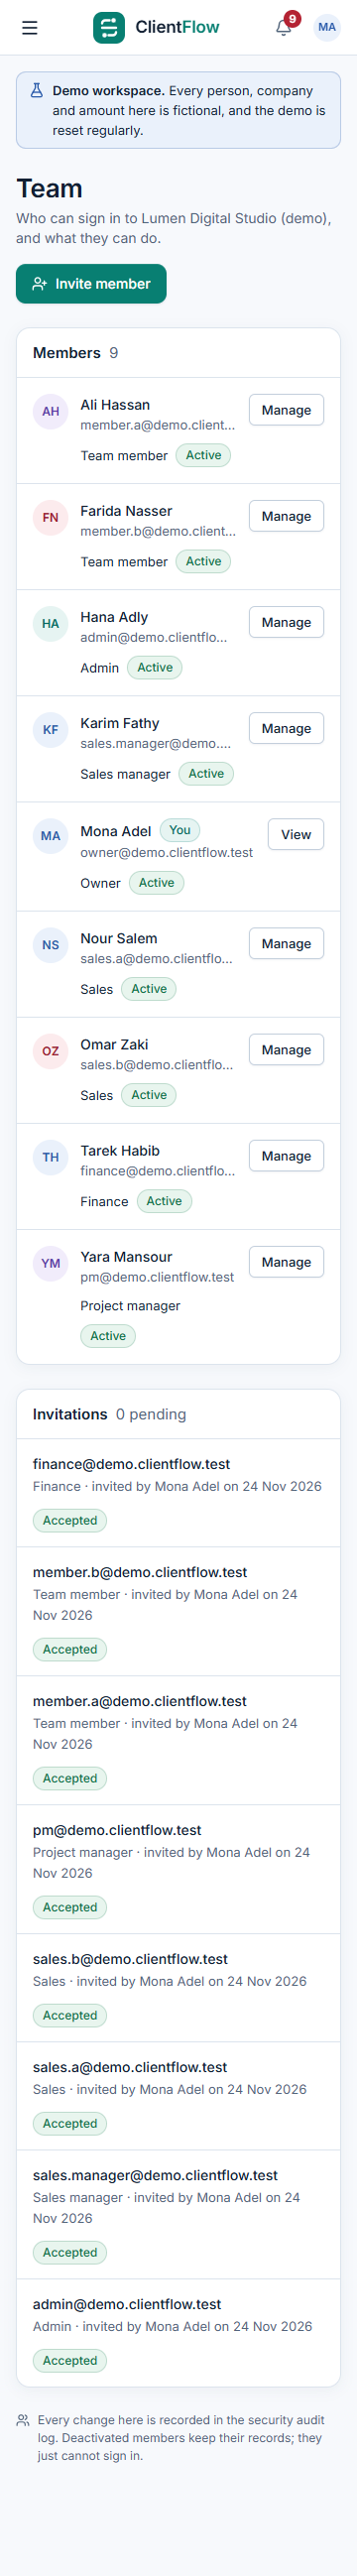 ClientFlow
9
MA
Demo workspace. Every person, company
and amount here is fictional, and the demo is
reset regularly.
Team
Who can sign in to Lumen Digital Studio (demo),
and what they can do.
Invite member
Members 9
AH
Ali Hassan
member.a@demo.client...
Team member Active
Manage
FN
Farida Nasser
member.b@demo.client...
Team member Active
Manage
HA
Hana Adly
admin@demo.clientflo...
Admin Active
Manage
KF
Karim Fathy
sales.manager@demo....
Sales manager Active
Manage
MA
Mona Adel You
owner@demo.clientflow.test
Owner Active
View
NS
Nour Salem
sales.a@demo.clientflo...
Sales Active
Manage
OZ
Omar Zaki
sales.b@demo.clientflo...
Sales Active
Manage
TH
Tarek Habib
finance@demo.clientflo...
Finance Active
Manage
YM
Yara Mansour
pm@demo.clientflow.test
Project manager
Active
Manage
Invitations 0 pending
finance@demo.clientflow.test
Finance · invited by Mona Adel on 24 Nov 2026
Accepted
member.b@demo.clientflow.test
Team member · invited by Mona Adel on 24
Nov 2026
Accepted
member.a@demo.clientflow.test
Team member · invited by Mona Adel on 24
Nov 2026
Accepted
pm@demo.clientflow.test
Project manager · invited by Mona Adel on 24
Nov 2026
Accepted
sales.b@demo.clientflow.test
Sales · invited by Mona Adel on 24 Nov 2026
Accepted
sales.a@demo.clientflow.test
Sales · invited by Mona Adel on 24 Nov 2026
Accepted
sales.manager@demo.clientflow.test
Sales manager · invited by Mona Adel on 24
Nov 2026
Accepted
admin@demo.clientflow.test
Admin · invited by Mona Adel on 24 Nov 2026
Accepted
Every change here is recorded in the security audit
log. Deactivated members keep their records; they
just cannot sign in.